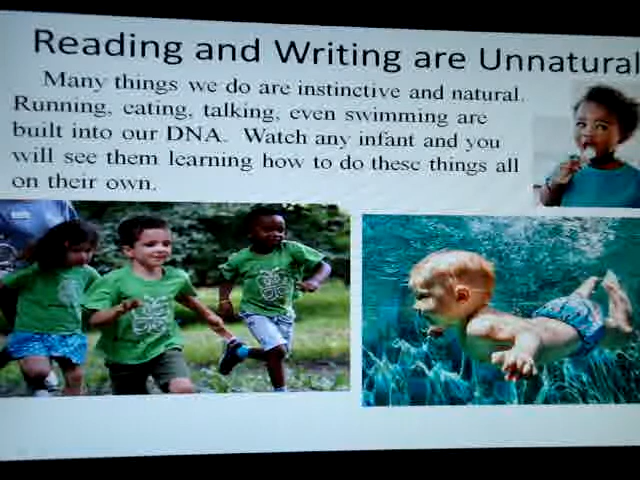 Reading and Writing are Unnatural
Many things we do are instinctive and natural.
Running, eating, talking, even swimming are
built into our DNA. Watch any infant and you
will see them learning how to do these things all
on their own.